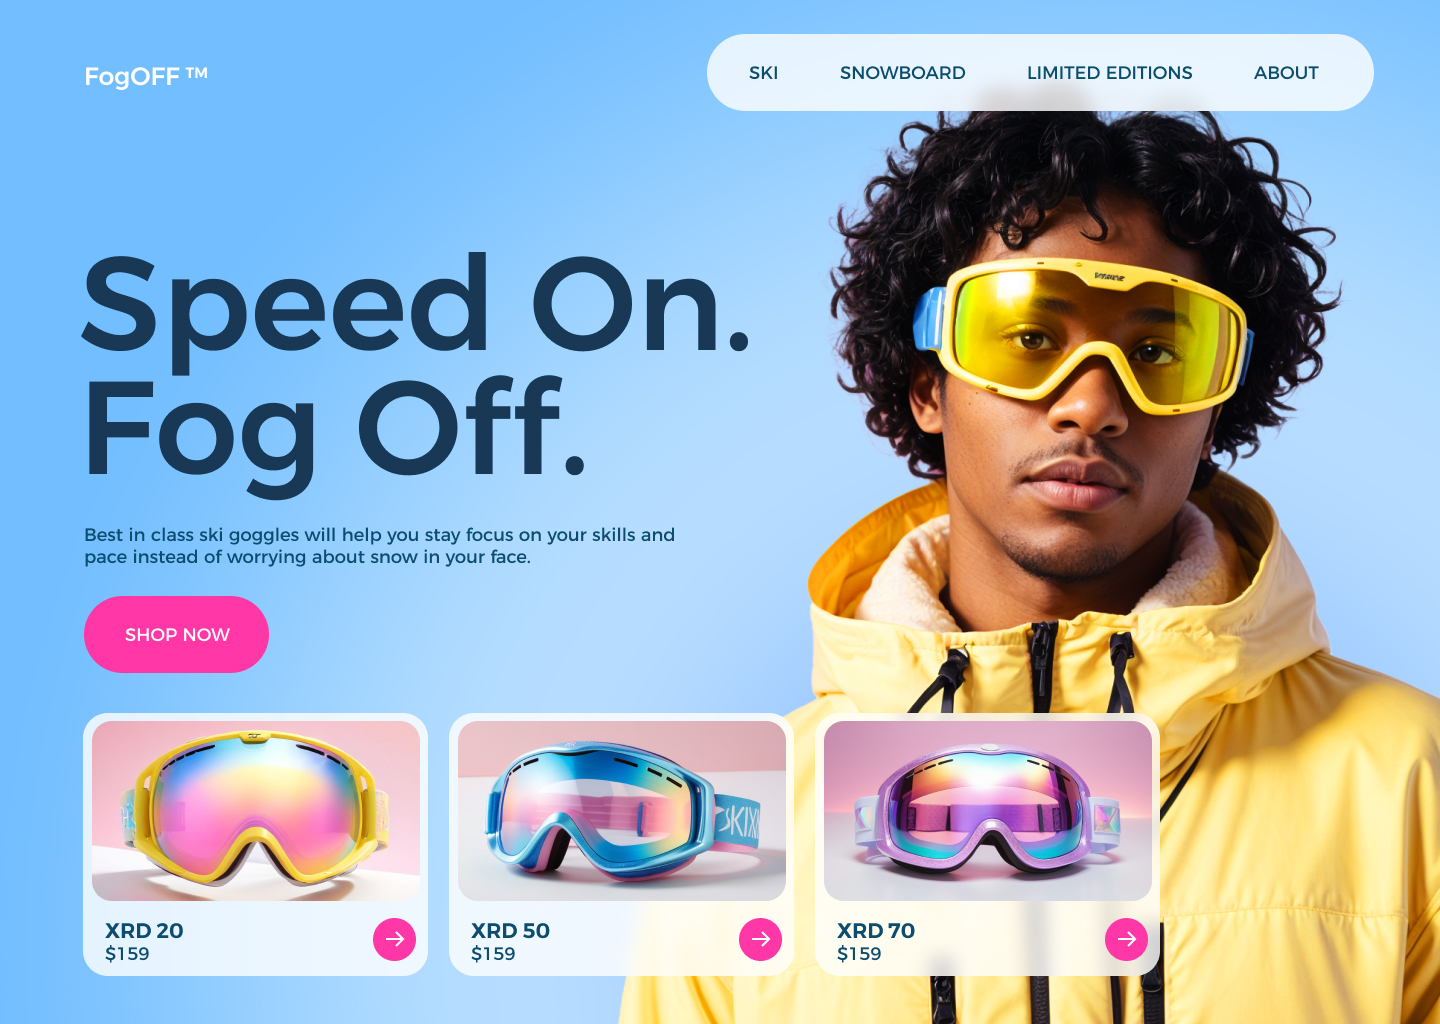 FogOFF ™
SKI
SNOWBOARD
LIMITED EDITIONS
ABOUT
Speed On.
Fog Off.
Best in class ski goggles will help you stay focus on your skills and
pace instead of worrying about snow in your face.
SHOP NOW
XRD 20
$159
XRD 50
$159
XRD 70
$159